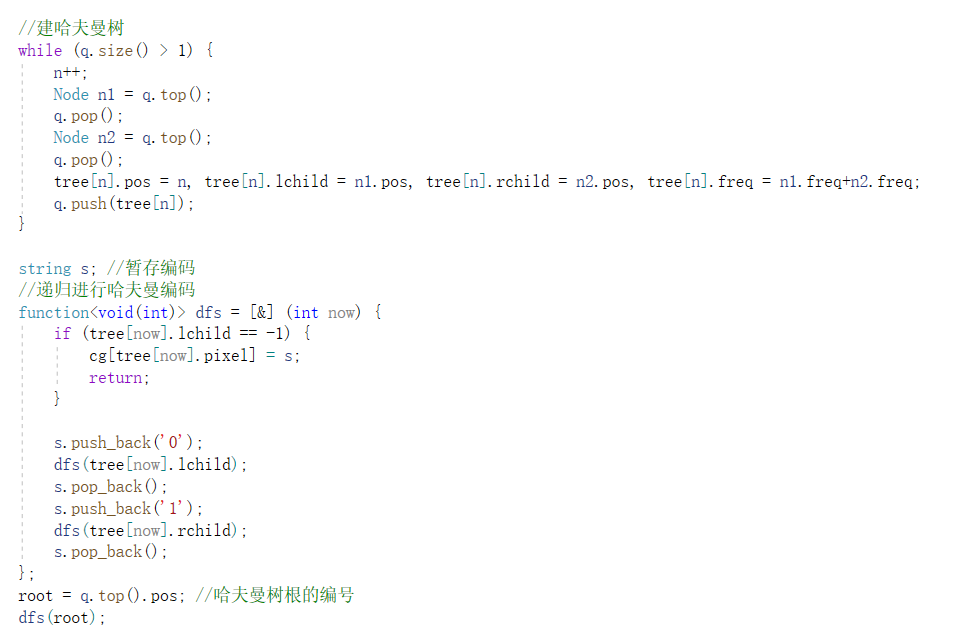 //建哈夫曼树
while (q.size() > 1) {
    n++;
    Node n1 = q.top();
    q.pop();
    Node n2 = q.top();
    q.pop();
    tree[n].pos = n, tree[n].lchild = n1.pos, tree[n].rchild = n2.pos, tree[n].freq = n1.freq+n2.freq;
    q.push(tree[n]);
}

string s; //暂存编码
//递归进行哈夫曼编码
function<void(int)> dfs = [&] (int now) {
    if (tree[now].lchild == -1) {
        cg[tree[now].pixel] = s;
        return;
    }

    s.push_back('0');
    dfs(tree[now].lchild);
    s.pop_back();
    s.push_back('1');
    dfs(tree[now].rchild);
    s.pop_back();
};
root = q.top().pos; //哈夫曼树根的编号
dfs(root);